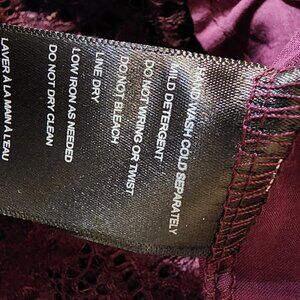 HAND WASH COLD SEPARATELY
MILD DETERGENT
DO NOT WRING OR TWIST
DO NOT BLEACH
LINE DRY
LOW IRON AS NEEDED
DO NOT DRY CLEAN
LAVER À LA MAIN À L'EAU